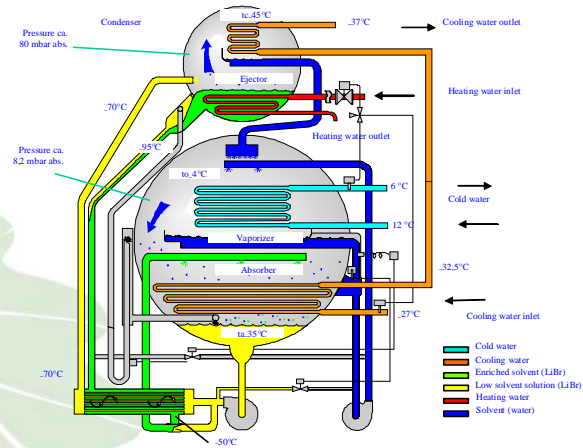 Condenser
tc.45°C
.37°C
Cooling water outlet
Pressure ca.
80 mbar abs.
Ejector
Heating water inlet
.70°C
Heating water outlet
.95°C
Pressure ca.
8,2 mbar abs.
to.4°C
6 °C
Cold water
12 °C
Vaporizer
Absorber
.32,5°C
.27°C
Cooling water inlet
ta.35°C
.70°C
Cold water
Cooling water
Enriched solvent (LiBr)
Low solvent solution (LiBr)
Heating water
Solvent (water)
.50°C